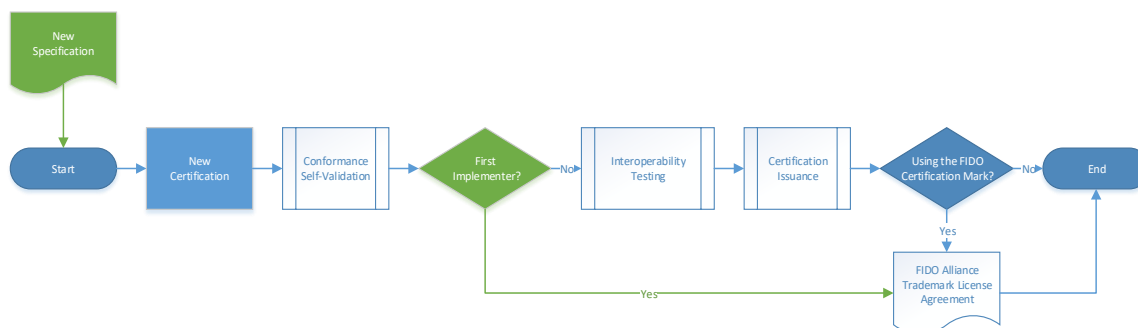 New
Specification
Start
New
Certification
Conformance
Self-Validation
First
Implementer?
No
Interoperability
Testing
Certification
Issuance
Using the FIDO
Certification Mark?
No
End
Yes
Yes
FIDO Alliance
Trademark License
Agreement